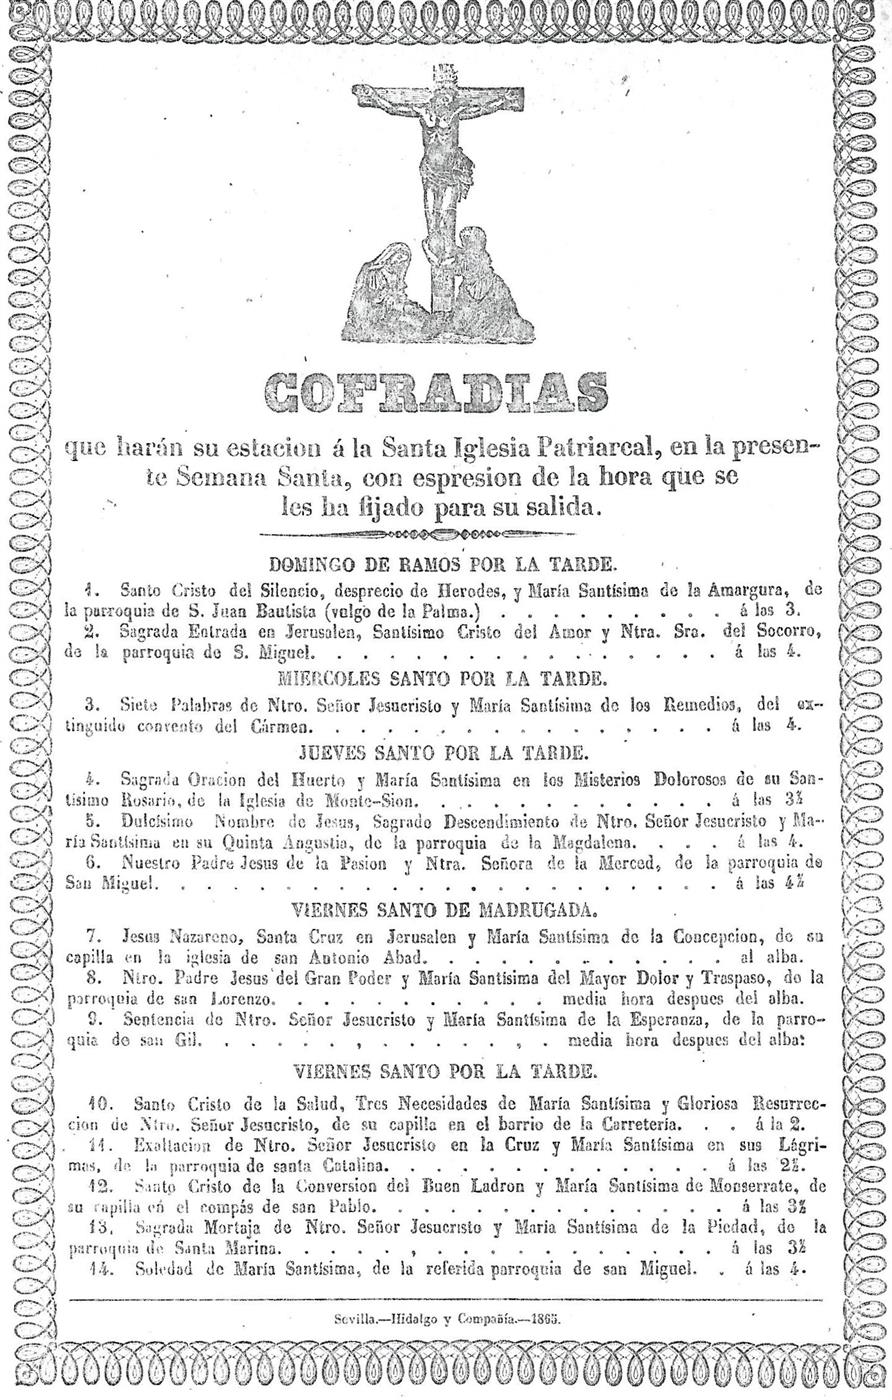 COFRADIAS
que harán su estacion á la Santa Iglesia Patriarcal, en la presen-
te Semana Santa, con espresion de la hora que se
les ha fijado para su salida.
DOMINGO DE RAMOS POR LA TARDE.
1. Santo Cristo del Silencio, desprecio de Herodes, y María Santísima de la Amargura, de
la parroquia de S. Juan Bautista (vulgo de la Palma.) . . . . . . . . á las 3.
2. Sagrada Entrada en Jerusalen, Santísimo Cristo del Amor y Ntra. Sra. del Socorro,
de la parroquia de S. Miguel. . . . . . . . . . . . . . . á las 4.
MIERCOLES SANTO POR LA TARDE.
3. Siete Palabras de Ntro. Señor Jesucristo y María Santísima de los Remedios, del ex-
tinguido convento del Cármen. . . . . . . . . . . . . . . á las 4.
JUEVES SANTO POR LA TARDE.
4. Sagrada Oracion del Huerto y María Santísima en los Misterios Dolorosos de su San-
tísimo Rosario, de la Iglesia de Monte-Sion. . . . . . . . . . . á las 3½
5. Dulcísimo Nombre de Jesus, Sagrado Descendimiento de Ntro. Señor Jesucristo y Ma-
ría Santísima en su Quinta Angustia, de la parroquia de la Magdalena. . . . á las 4.
6. Nuestro Padre Jesus de la Pasion y Ntra. Señora de la Merced, de la parroquia de
San Miguel. . . . . . . . . . . . . . . . . . . á las 4½
VIERNES SANTO DE MADRUGADA.
7. Jesus Nazareno, Santa Cruz en Jerusalen y María Santísima de la Concepcion, de su
capilla en la iglesia de san Antonio Abad. . . . . . . . . . . al alba.
8. Ntro. Padre Jesus del Gran Poder y María Santísima del Mayor Dolor y Traspaso, de la
parroquia de san Lorenzo. . . . . . . . . . . media hora despues del alba.
9. Sentencia de Ntro. Señor Jesucristo y María Santísima de la Esperanza, de la parro-
quia de san Gil. . . . . . , . . . . . . , . media hora despues del alba:
VIERNES SANTO POR LA TARDE.
10. Santo Cristo de la Salud, Tres Necesidades de María Santísima y Gloriosa Resurrec-
cion de Ntro. Señor Jesucristo, de su capilla en el barrio de la Carretería. . . á la 2.
11. Exaltacion de Ntro. Señor Jesucristo en la Cruz y María Santísima en sus Lágri-
mas, de la parroquia de santa Catalina. . . . . . . . . . . . á las 2½.
12. Santo Cristo de la Conversion del Buen Ladron y María Santísima de Monserrate, de
su capilla en el compás de san Pablo. . . . . . . . . . . . . á las 3½
13. Sagrada Mortaja de Ntro. Señor Jesucristo y Maria Santísima de la Piedad, de la
parroquia de Santa Marina. . . . . , . . . . . . . . . á las 3½
14. Soledad de María Santísima, de la referida parroquia de san Miguel. . á las 4.
Sevilla.—Hidalgo y Compañía.—1865.